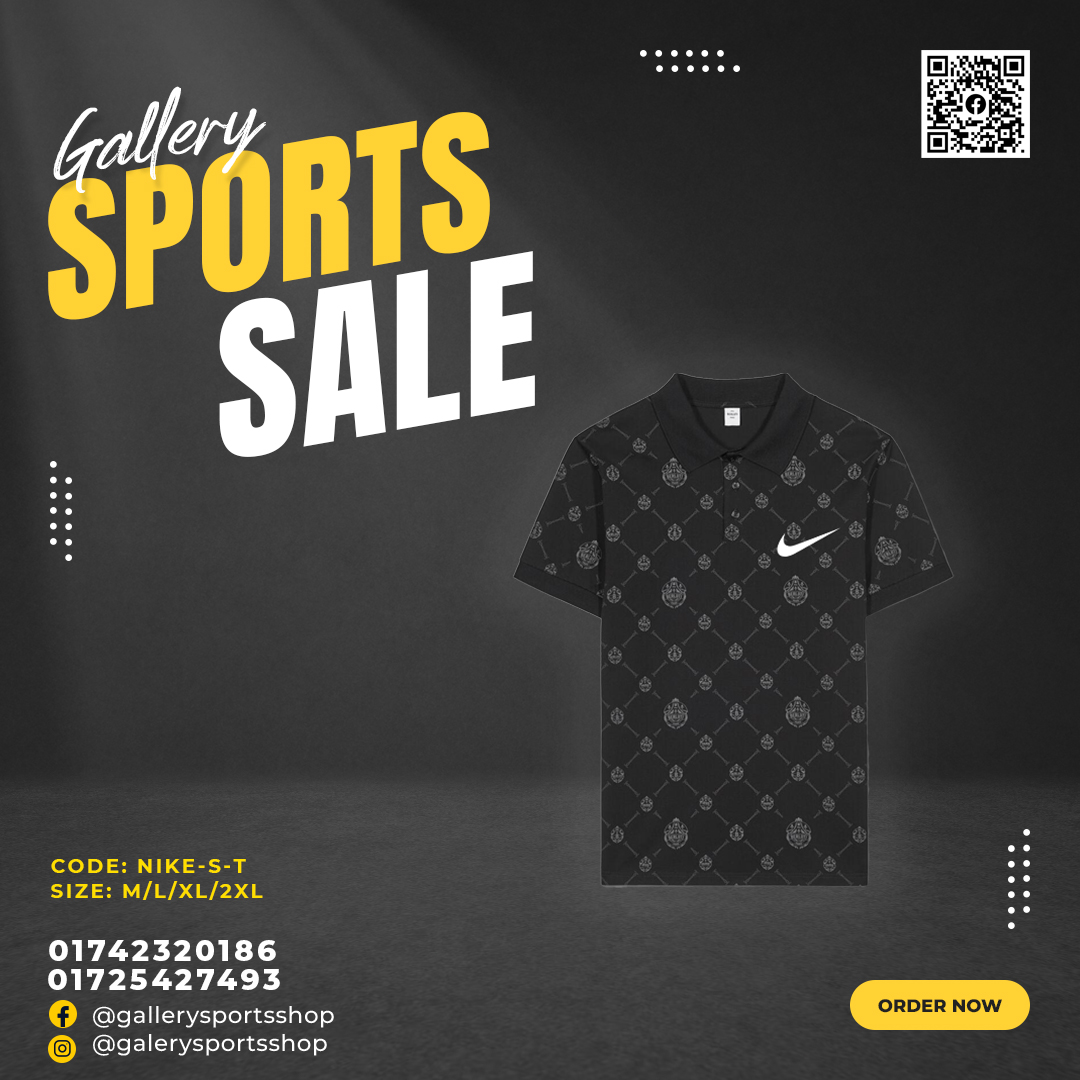 Gallery
SPORTS
SALE
CODE: NIKE-S-T
SIZE: M/L/XL/2XL
01742320186
01725427493
@gallerysportsshop
@galerysportsshop
ORDER NOW